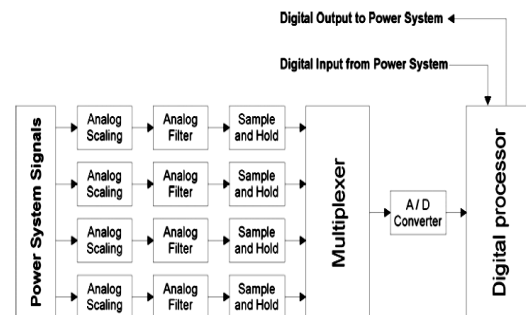 Digital Output to Power System
Digital Input from Power System
Power System Signals
Analog
Scaling
Analog
Filter
Sample
and Hold
Analog
Scaling
Analog
Filter
Sample
and Hold
Analog
Scaling
Analog
Filter
Sample
and Hold
Analog
Scaling
Analog
Filter
Sample
and Hold
Multiplexer
A / D
Converter
Digital processor